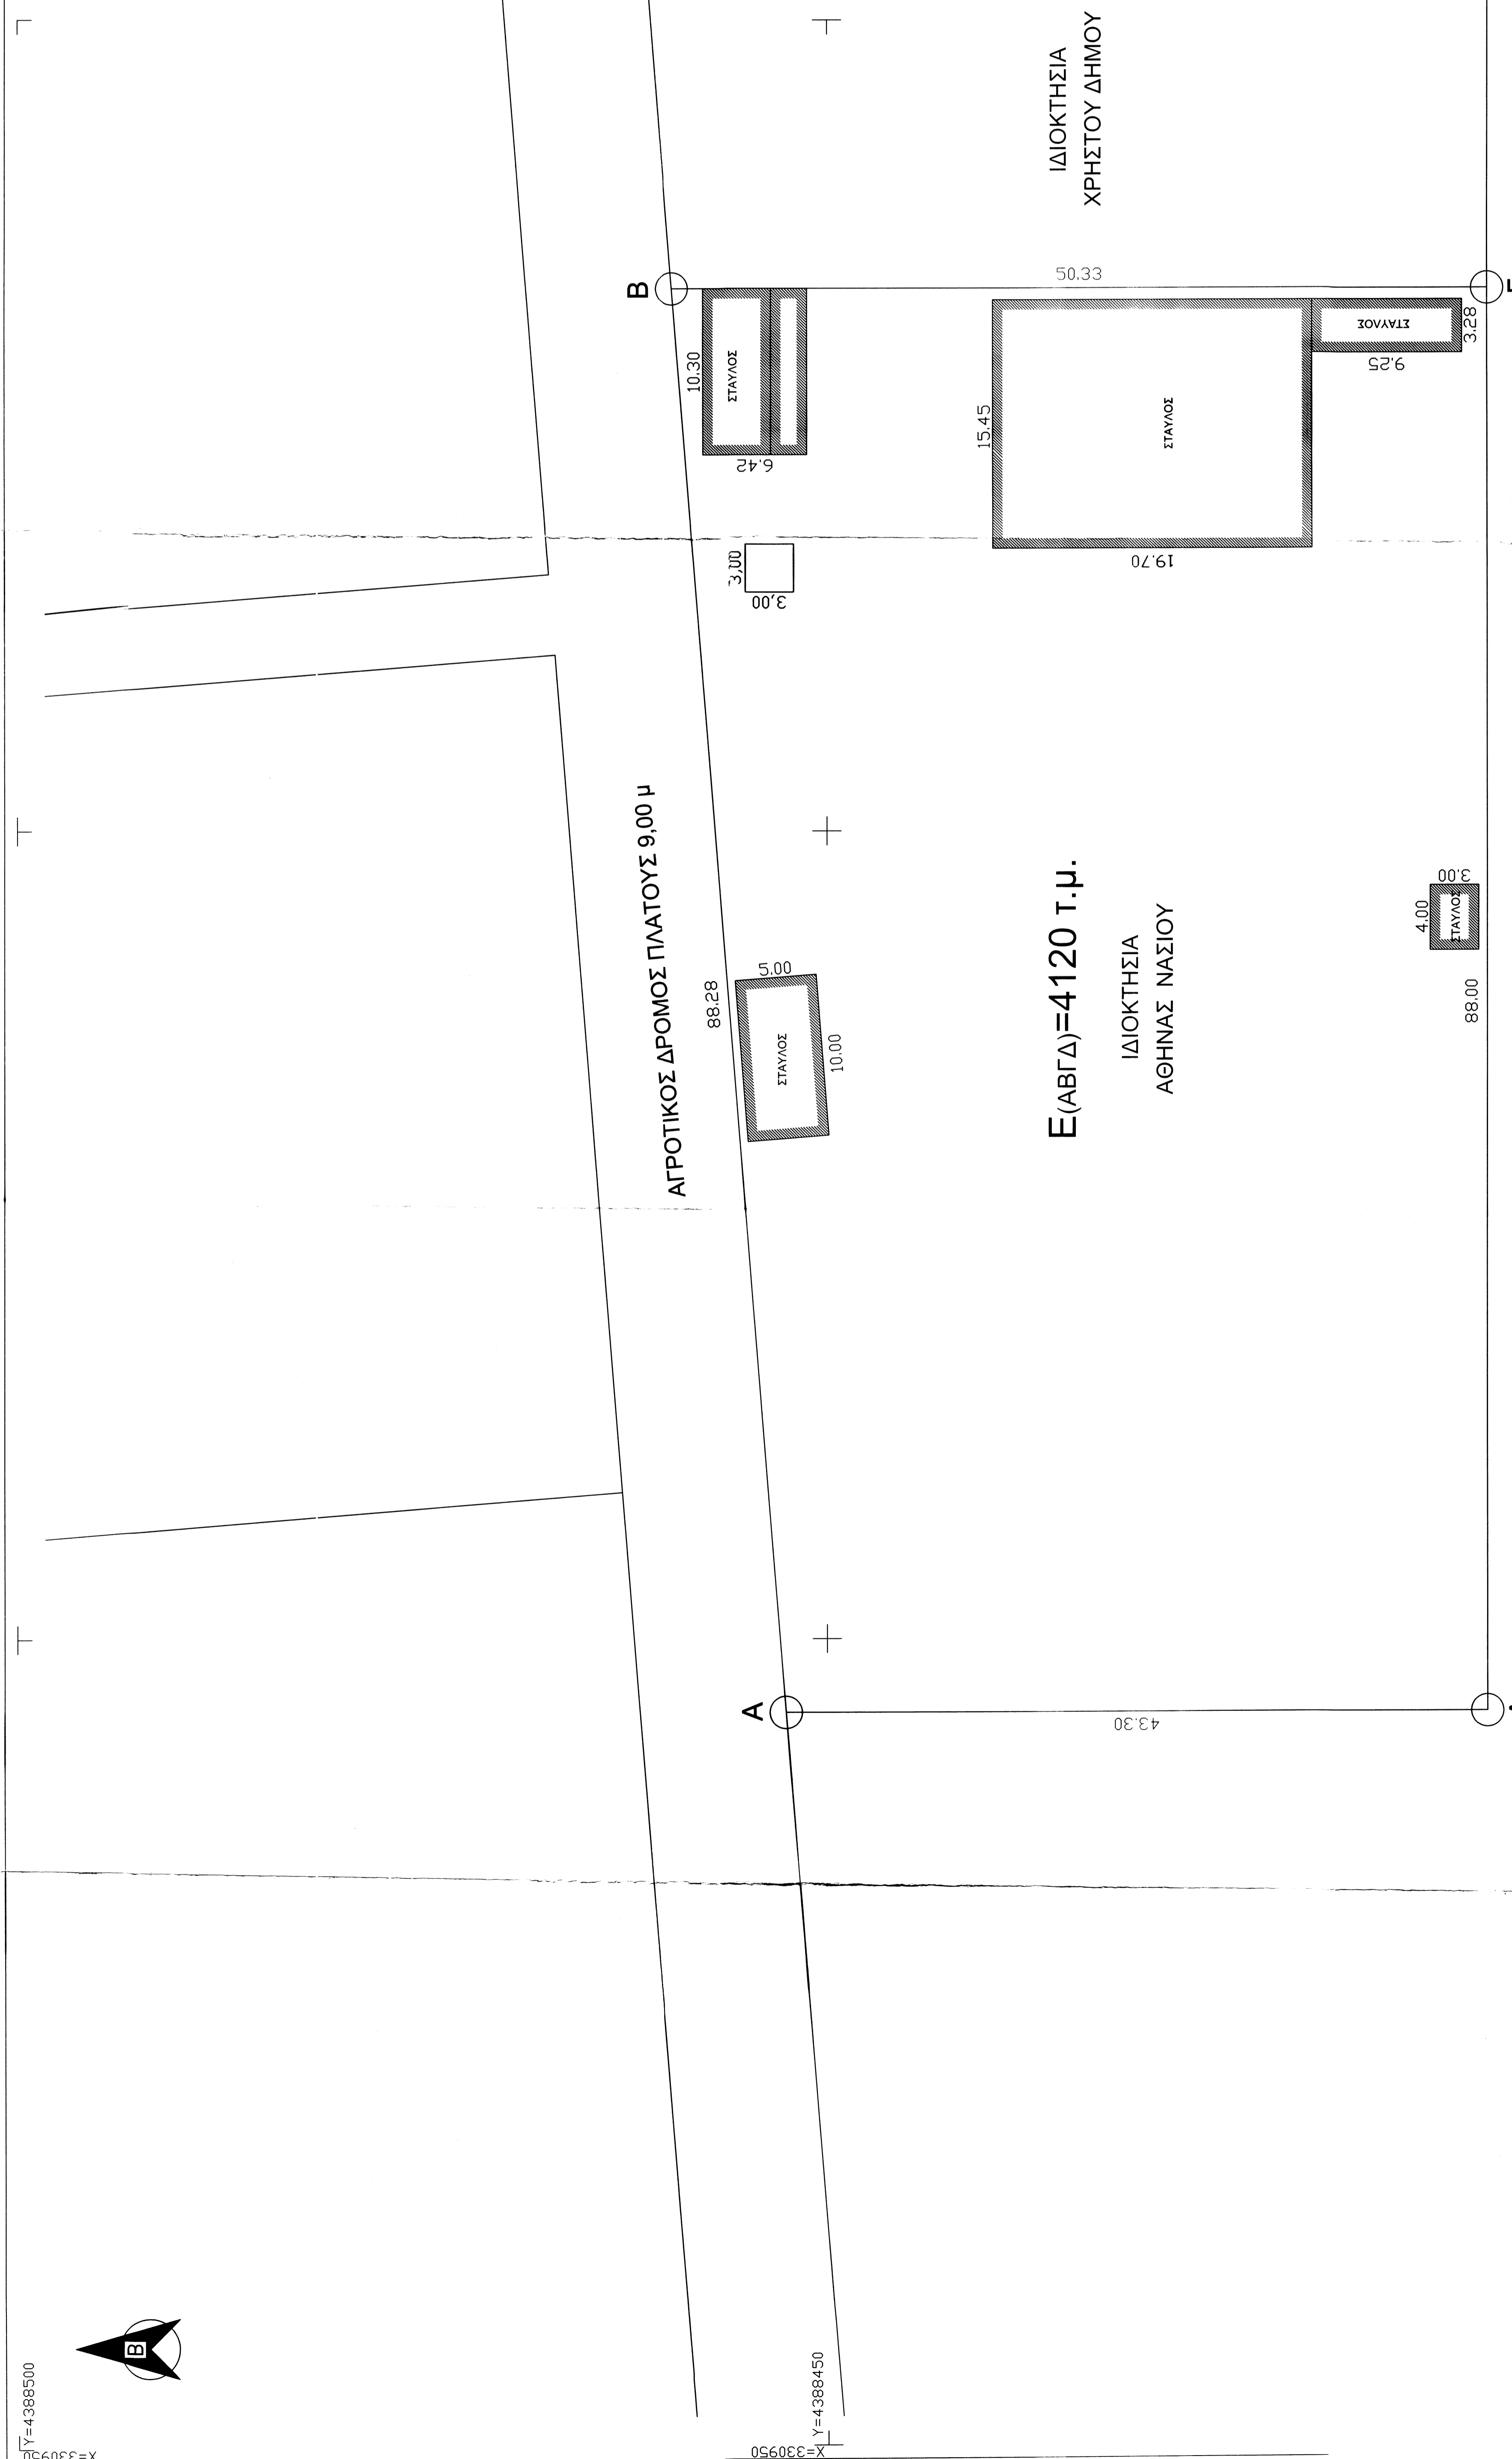 Y=4388500
X=330950
Y=4388450
X=330950
B
ΑΓΡΟΤΙΚΟΣ ΔΡΟΜΟΣ ΠΛΑΤΟΥΣ 9,00 μ
A
B
88.28
50.33
43.30
88.00
ΣΤΑΥΛΟΣ
5.00
10.00
3,00
3,00
ΣΤΑΥΛΟΣ
10.30
6.42
ΣΤΑΥΛΟΣ
15.45
19.70
ΣΤΑΥΛΟΣ
9.25
3.28
ΣΤΑΥΛΟΣ
4.00
3.00
Ε(ΑΒΓΔ)=4120 τ.μ.
ΙΔΙΟΚΤΗΣΙΑ
ΑΘΗΝΑΣ ΝΑΣΙΟΥ
ΙΔΙΟΚΤΗΣΙΑ
ΧΡΗΣΤΟΥ ΔΗΜΟΥ